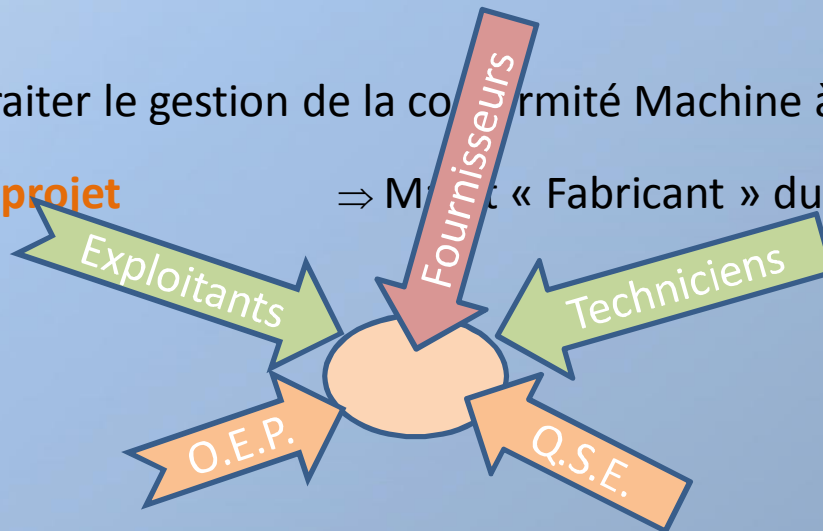 raiter le gestion de la co rmité Machine à
projet ⇒ M t « Fabricant » du
Fournisseurs
Exploitants
Techniciens
O.E.P.
Q.S.E.